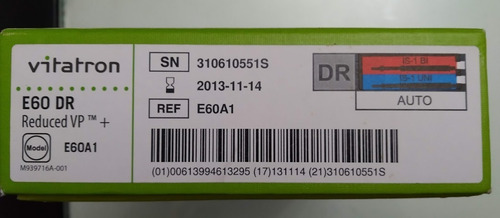 vitatron
E60 DR
Reduced VP ™ +
Model E60A1
M939716A-001
SN 310610551S
2013-11-14
REF E60A1
(01)00613994613295 (17)131114 (21)310610551S
DR
IS-1 BI
IS-1 UNI
AUTO